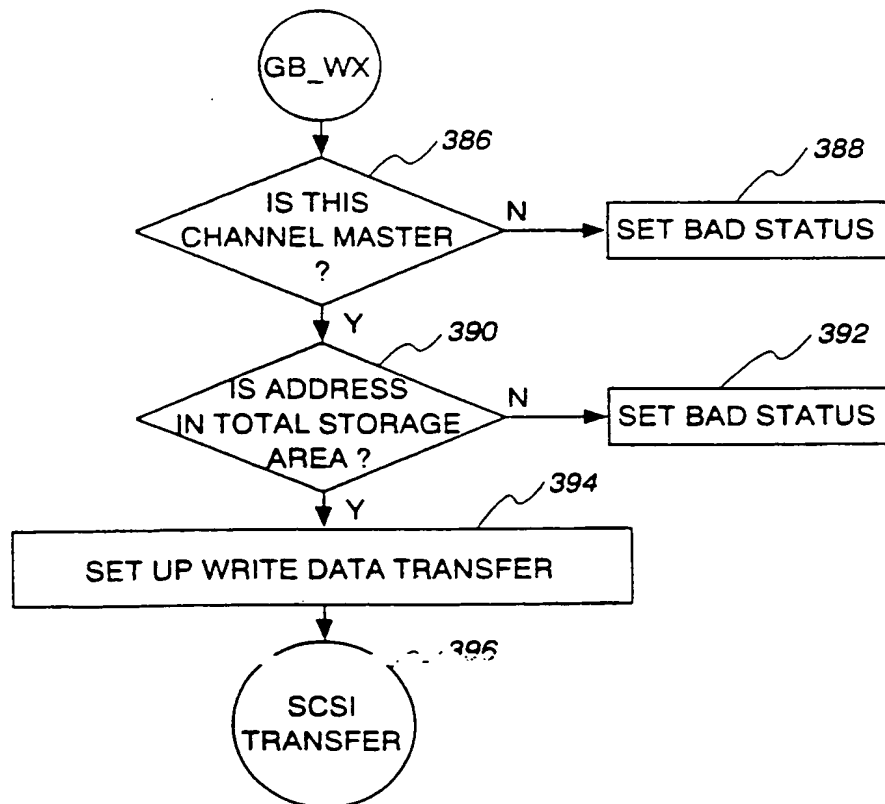 GB_WX
386
IS THIS
CHANNEL MASTER
?
N
388
SET BAD STATUS
Y
390
IS ADDRESS
IN TOTAL STORAGE
AREA ?
N
392
SET BAD STATUS
Y
394
SET UP WRITE DATA TRANSFER
396
SCSI
TRANSFER